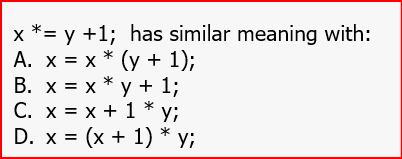 x *= y +1;  has similar meaning with:
A.  x = x * (y + 1);
B.  x = x * y + 1;
C.  x = x + 1 * y;
D.  x = (x + 1) * y;